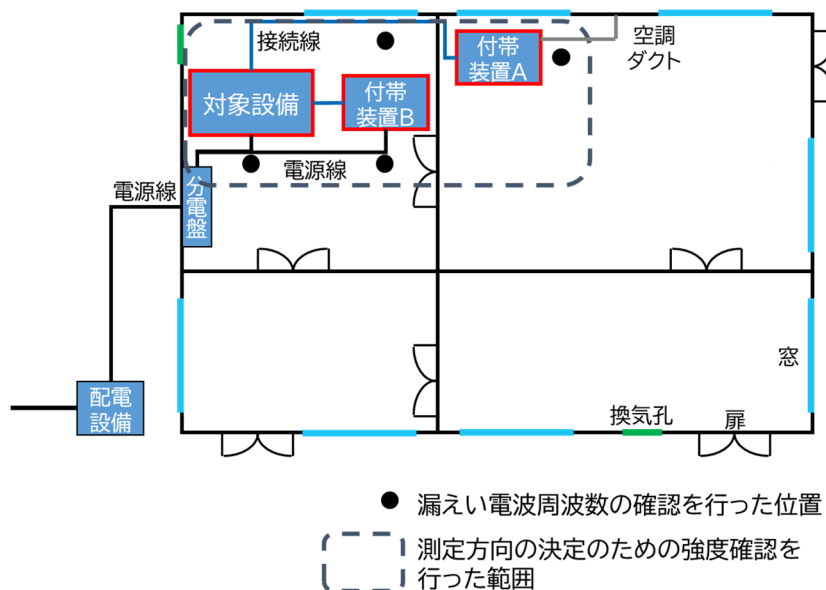 接続線
付帯
装置A
空調
ダクト
対象設備
付帯
装置B
電源線
電源線
分電盤
配電
設備
窓
換気孔
扉
漏えい電波周波数の確認を行った位置
測定方向の決定のための強度確認を
行った範囲